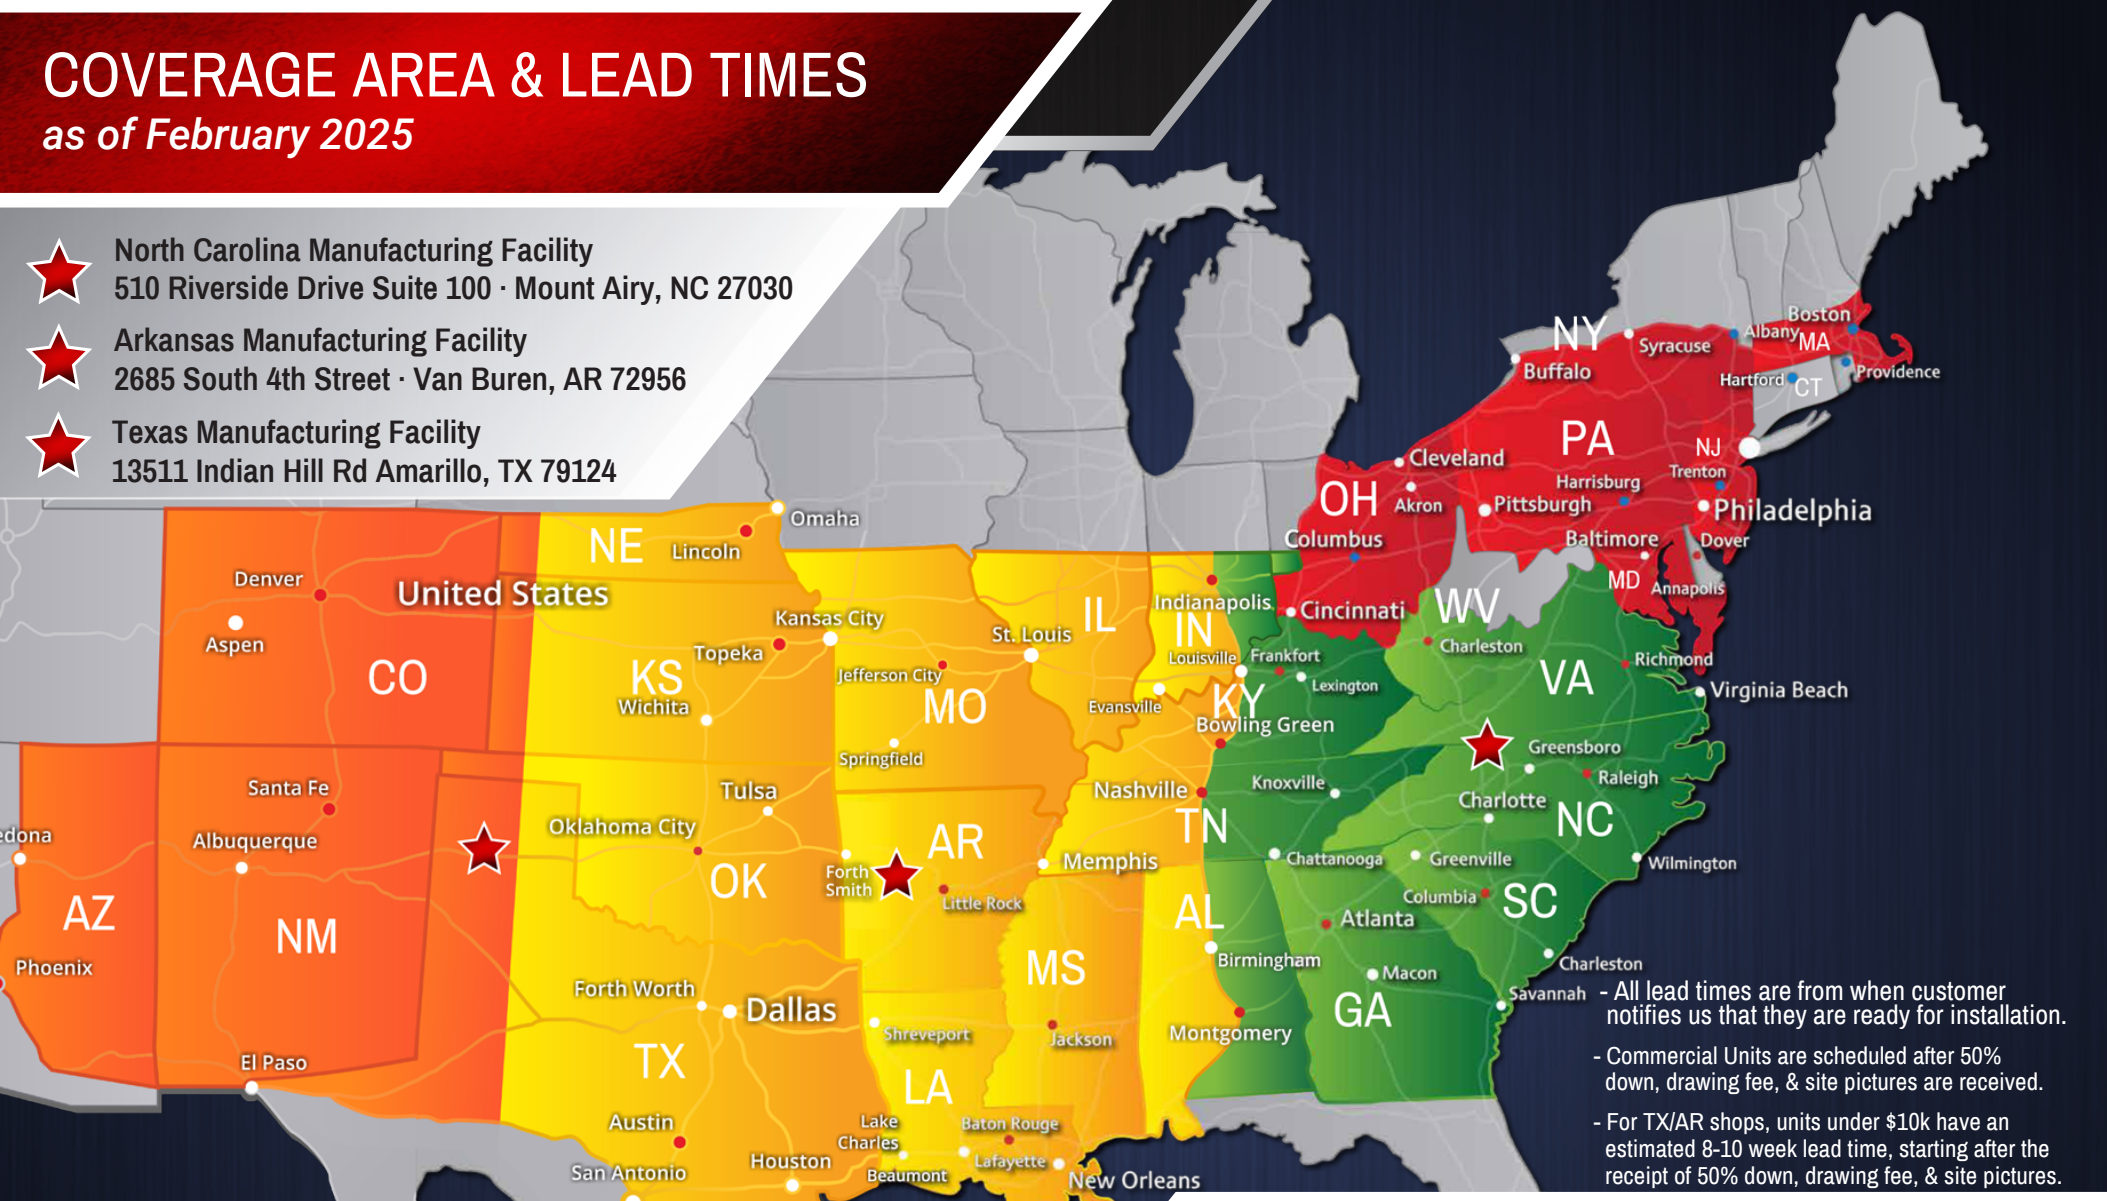 COVERAGE AREA & LEAD TIMES
as of February 2025
North Carolina Manufacturing Facility
510 Riverside Drive Suite 100 · Mount Airy, NC 27030
Arkansas Manufacturing Facility
2685 South 4th Street · Van Buren, AR 72956
Texas Manufacturing Facility
13511 Indian Hill Rd Amarillo, TX 79124
Boston
NY
Albany
MA
Syracuse
Buffalo
Hartford
CT
Providence
PA
NJ
Cleveland
Trenton
Harrisburg
OH
Akron
Pittsburgh
Philadelphia
Omaha
NE
Lincoln
Columbus
Baltimore
Dover
Denver
United States
MD
Annapolis
Aspen
Kansas City
St. Louis
IL
Indianapolis
IN
Cincinnati
WV
Charleston
CO
KS
Topeka
Jefferson City
Louisville
Frankfort
Lexington
VA
Richmond
Virginia Beach
Wichita
MO
Evansville
KY
Bowling Green
Springfield
Greensboro
Raleigh
Santa Fe
Tulsa
Nashville
Knoxville
Charlotte
NC
edona
Albuquerque
Oklahoma City
AR
TN
Memphis
Chattanooga
Greenville
Wilmington
AZ
NM
OK
Forth
Smith
Little Rock
AL
Columbia
SC
Atlanta
Phoenix
MS
Birmingham
Macon
Charleston
Forth Worth
Dallas
Savannah
GA
Shreveport
Jackson
Montgomery
El Paso
TX
LA
Austin
Lake
Charles
Baton Rouge
San Antonio
Houston
Beaumont
Lafayette
New Orleans
- All lead times are from when customer
notifies us that they are ready for installation.
- Commercial Units are scheduled after 50%
down, drawing fee, & site pictures are received.
- For TX/AR shops, units under $10k have an
estimated 8-10 week lead time, starting after the
receipt of 50% down, drawing fee, & site pictures.